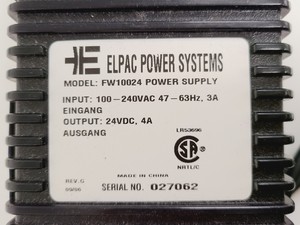 ELPAC POWER SYSTEMS
MODEL: FW10024 POWER SUPPLY
INPUT: 100-240VAC 47-63Hz, 3A
EINGANG
OUTPUT: 24VDC, 4A
AUSGANG
LR53696
SA
NRTL/C
MADE IN CHINA
REV. G
SERIAL NO. 027062